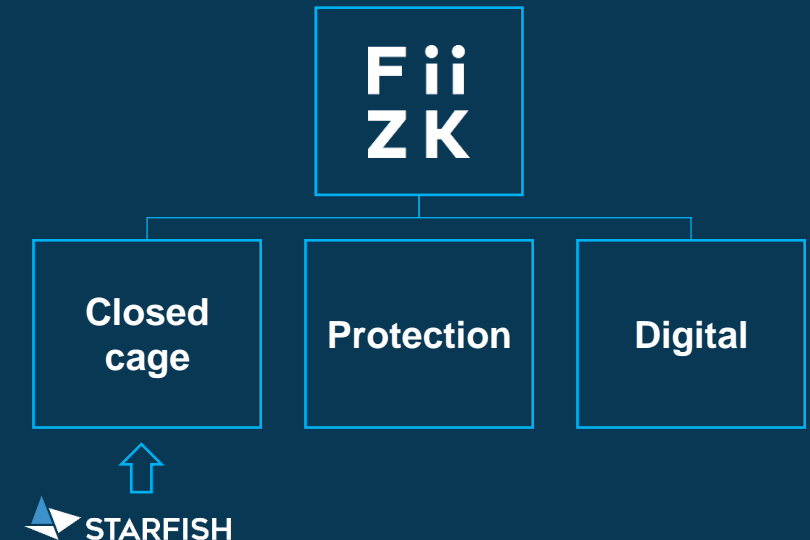 Fii
ZK
Closed
cage
Protection
Digital
STARFISH